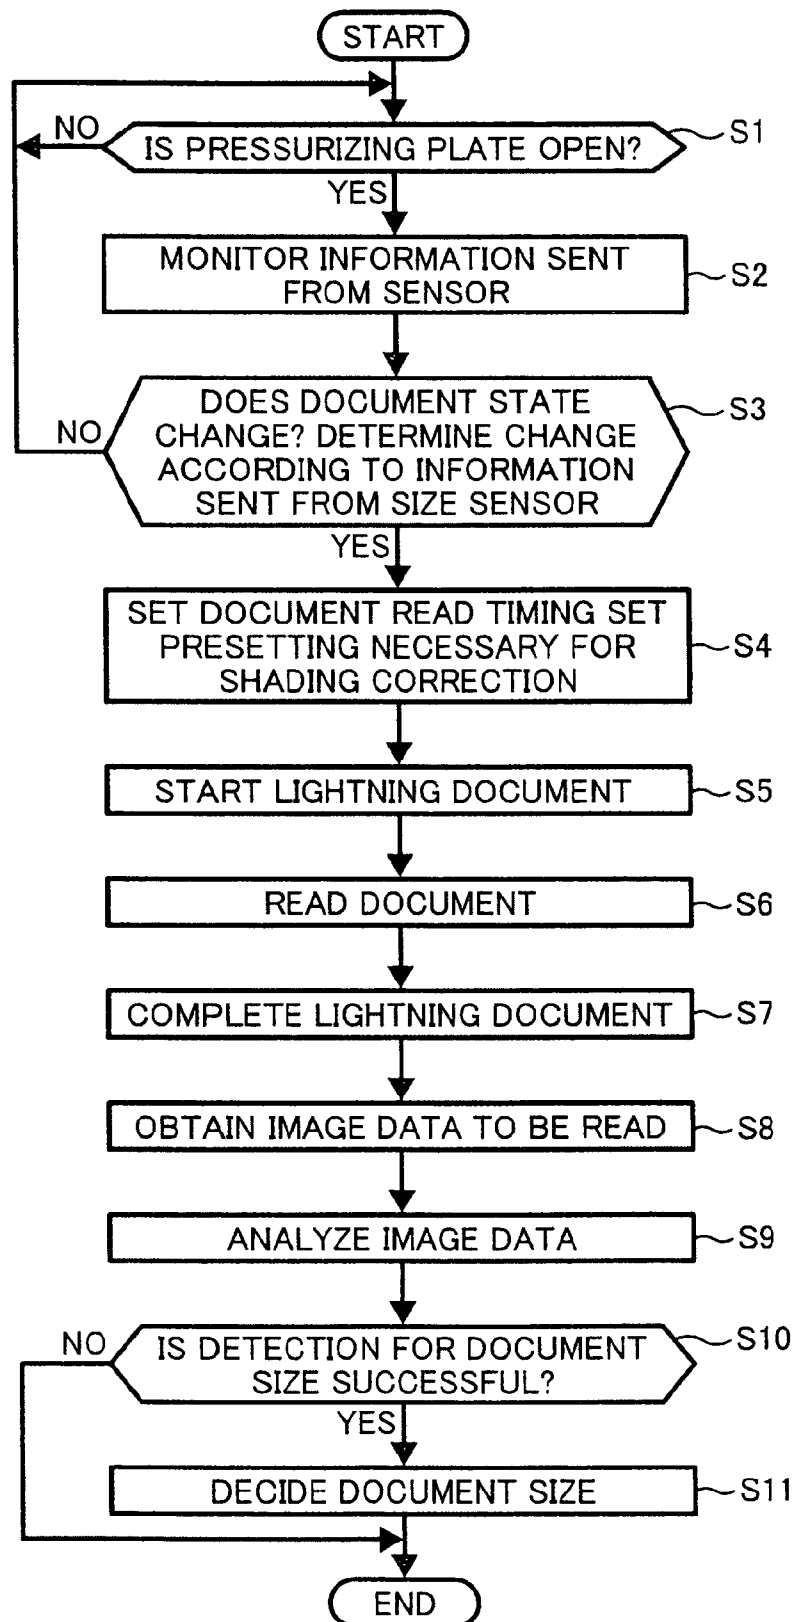 START
NO
IS PRESSURIZING PLATE OPEN?
S1
YES
MONITOR INFORMATION SENT
FROM SENSOR
S2
DOES DOCUMENT STATE
CHANGE? DETERMINE CHANGE
ACCORDING TO INFORMATION
SENT FROM SIZE SENSOR
S3
NO
YES
SET DOCUMENT READ TIMING SET
PRESETTING NECESSARY FOR
SHADING CORRECTION
S4
START LIGHTNING DOCUMENT
S5
READ DOCUMENT
S6
COMPLETE LIGHTNING DOCUMENT
S7
OBTAIN IMAGE DATA TO BE READ
S8
ANALYZE IMAGE DATA
S9
NO
IS DETECTION FOR DOCUMENT
SIZE SUCCESSFUL?
S10
YES
DECIDE DOCUMENT SIZE
S11
END